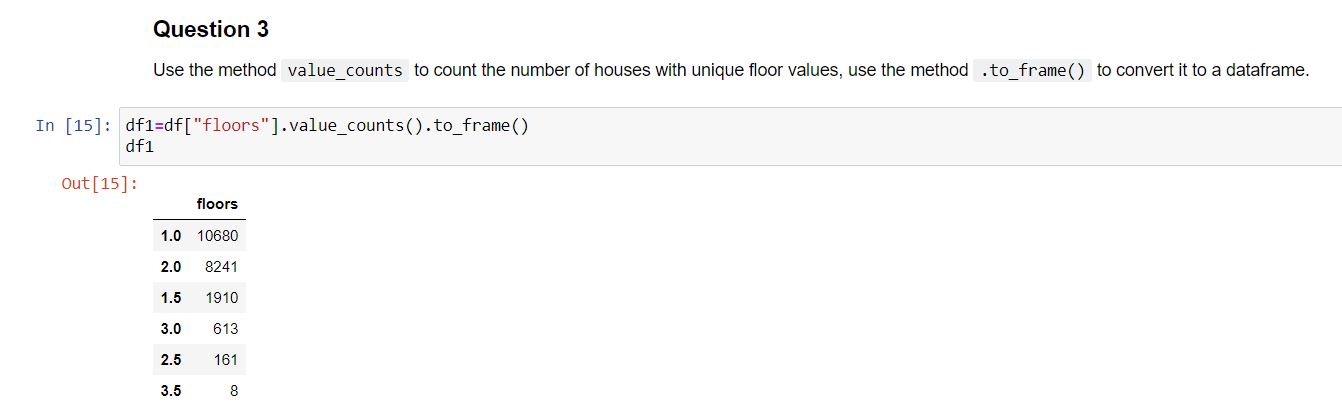 Question 3
Use the method value_counts to count the number of houses with unique floor values, use the method .to_frame() to convert it to a dataframe.
In [15]: df1=df["floors"].value_counts().to_frame()
df1
Out[15]:
floors
1.0 10680
2.0 8241
1.5 1910
3.0 613
2.5 161
3.5 8